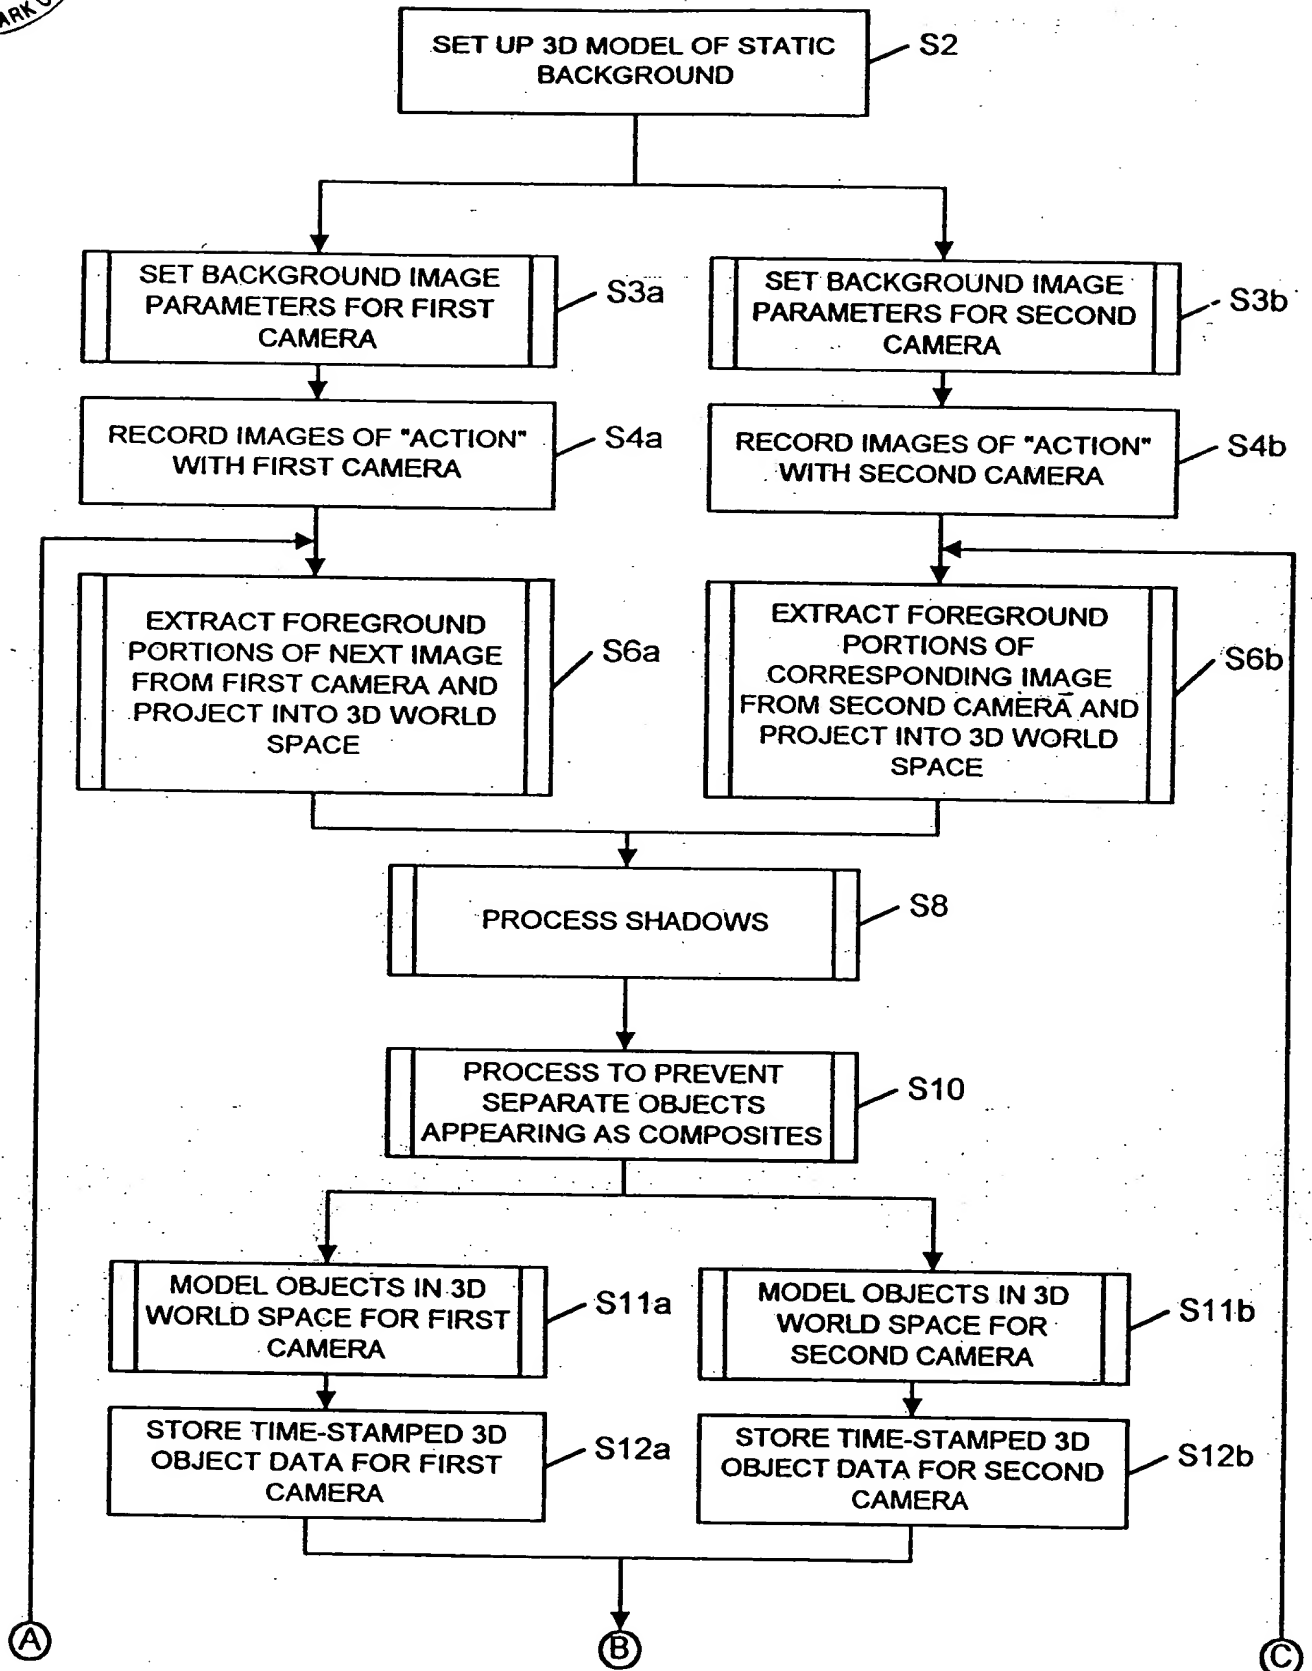 SET UP 3D MODEL OF STATIC
BACKGROUND
S2
SET BACKGROUND IMAGE
PARAMETERS FOR FIRST
CAMERA
S3a
SET BACKGROUND IMAGE
PARAMETERS FOR SECOND
CAMERA
S3b
RECORD IMAGES OF "ACTION"
WITH FIRST CAMERA
S4a
RECORD IMAGES OF "ACTION"
WITH SECOND CAMERA
S4b
EXTRACT FOREGROUND
PORTIONS OF NEXT IMAGE
FROM FIRST CAMERA AND
PROJECT INTO 3D WORLD
SPACE
S6a
EXTRACT FOREGROUND
PORTIONS OF
CORRESPONDING IMAGE
FROM SECOND CAMERA AND
PROJECT INTO 3D WORLD
SPACE
S6b
PROCESS SHADOWS
S8
PROCESS TO PREVENT
SEPARATE OBJECTS
APPEARING AS COMPOSITES
S10
MODEL OBJECTS IN 3D
WORLD SPACE FOR FIRST
CAMERA
S11a
MODEL OBJECTS IN 3D
WORLD SPACE FOR
SECOND CAMERA
S11b
STORE TIME-STAMPED 3D
OBJECT DATA FOR FIRST
CAMERA
S12a
STORE TIME-STAMPED 3D
OBJECT DATA FOR SECOND
CAMERA
S12b
A
B
C